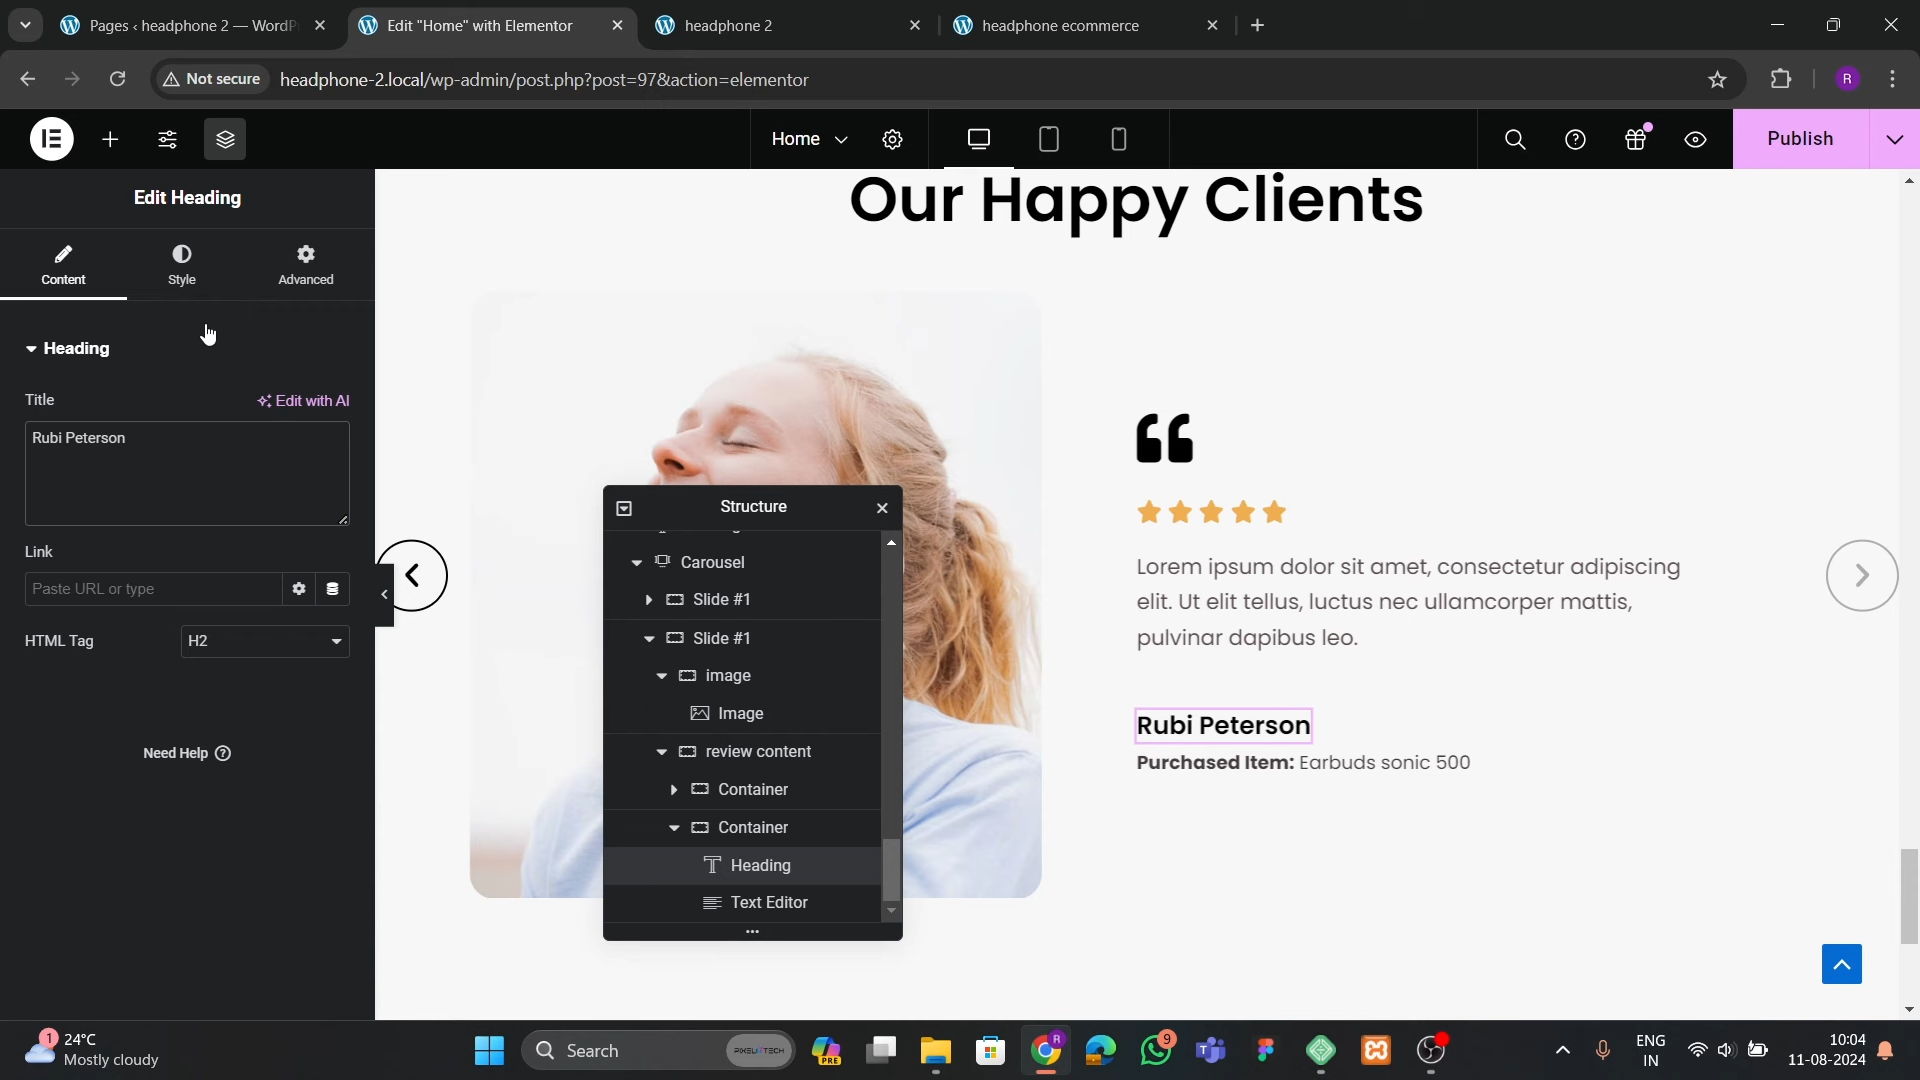 Pages ‹ headphone 2 — WordP
Edit "Home" with Elementor
headphone 2
headphone ecommerce
Not secure
headphone-2.local/wp-admin/post.php?post=97&action=elementor
R
Home
Publish
Edit Heading
Content
Style
Advanced
Heading
Title
Edit with AI
Rubi Peterson
Link
Paste URL or type
HTML Tag
H2
Need Help
Our Happy Clients
Structure
Carousel
Slide #1
Slide #1
image
Image
review content
Container
Container
Heading
Text Editor
Lorem ipsum dolor sit amet, consectetur adipiscing
elit. Ut elit tellus, luctus nec ullamcorper mattis,
pulvinar dapibus leo.
Rubi Peterson
Purchased Item: Earbuds sonic 500
1
24°C
Mostly cloudy
Search
PRE
R
9
ENG
IN
10:04
11-08-2024